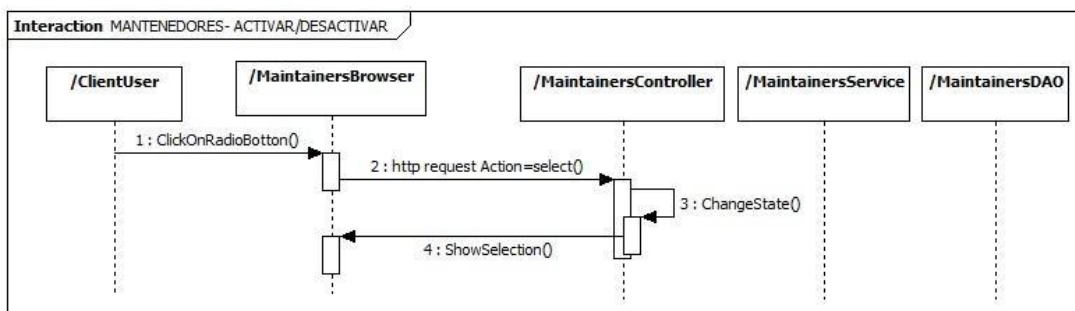 Interaction MANTENEDORES- ACTIVAR/DESACTIVAR
/ClientUser
/MaintainersBrowser
/MaintainersController
/MaintainersService
/MaintainersDAO
1 : ClickOnRadioBotton()
2 : http request Action=select()
3 : ChangeState()
4 : ShowSelection()